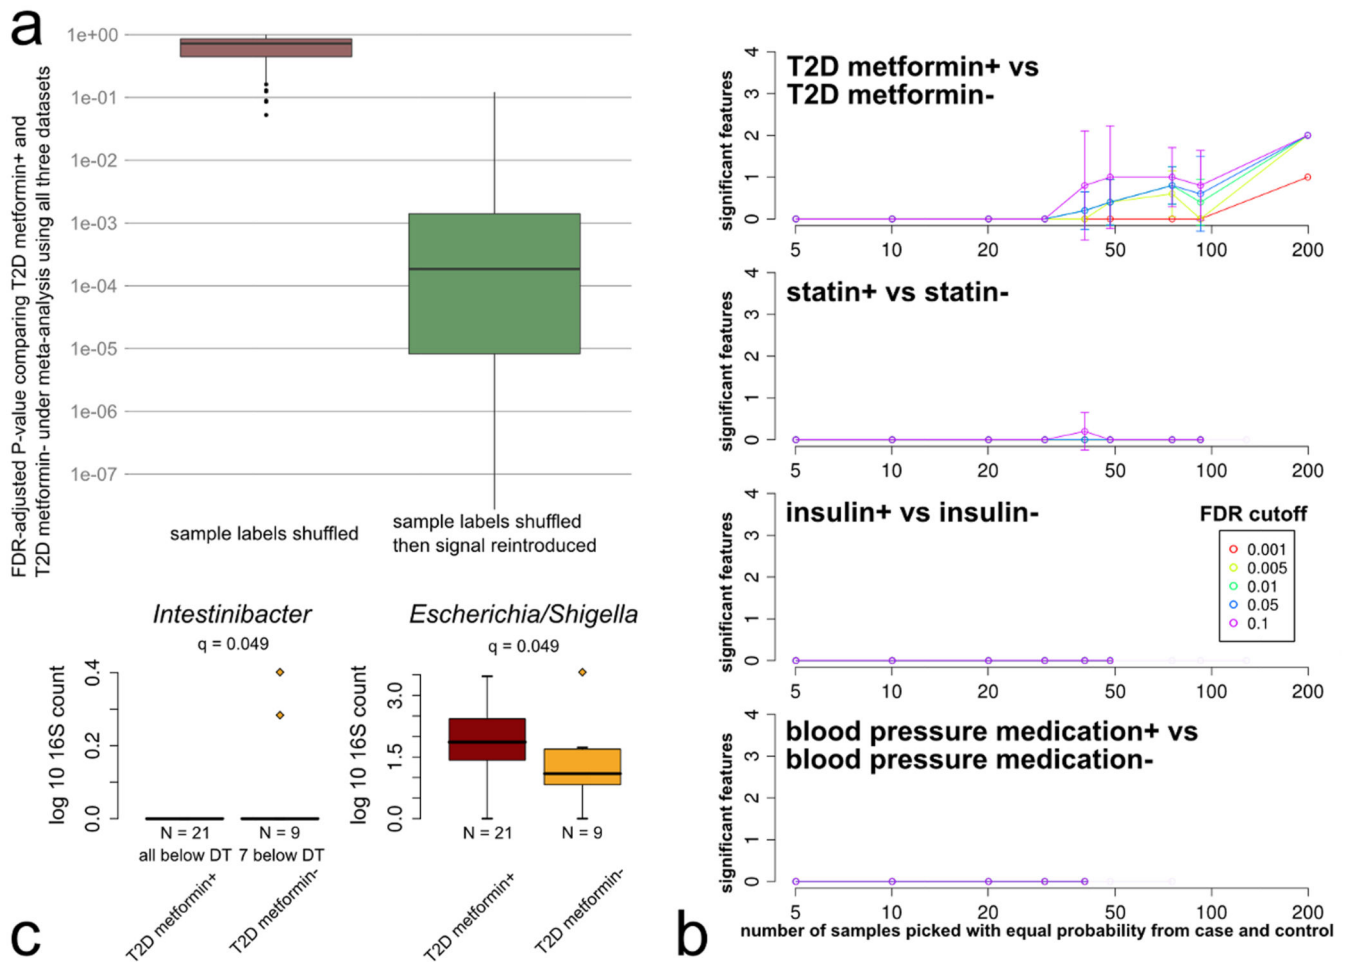 a
FDR-adjusted P-value comparing T2D metformin+ and
T2D metformin- under meta-analysis using all three datasets
1e+00
1e-01
1e-02
1e-03
1e-04
1e-05
1e-06
1e-07
sample labels shuffled
sample labels shuffled
then signal reintroduced
Intestinibacter
q = 0.049
log 10 16S count
0.4
0.2
0.0
N = 21
N = 9
all below DT
7 below DT
T2D metformin+
T2D metformin-
Escherichia/Shigella
q = 0.049
log 10 16S count
3.0
1.5
0.0
N = 21
N = 9
T2D metformin+
T2D metformin-
c
T2D metformin+ vs
T2D metformin-
significant features
4
3
2
1
0
5
10
20
50
100
200
statin+ vs statin-
significant features
4
3
2
1
0
5
10
20
50
100
200
insulin+ vs insulin-
significant features
4
3
2
1
0
5
10
20
50
100
200
FDR cutoff
0.001
0.005
0.01
0.05
0.1
blood pressure medication+ vs
blood pressure medication-
significant features
4
3
2
1
0
5
10
20
50
100
200
number of samples picked with equal probability from case and control
b